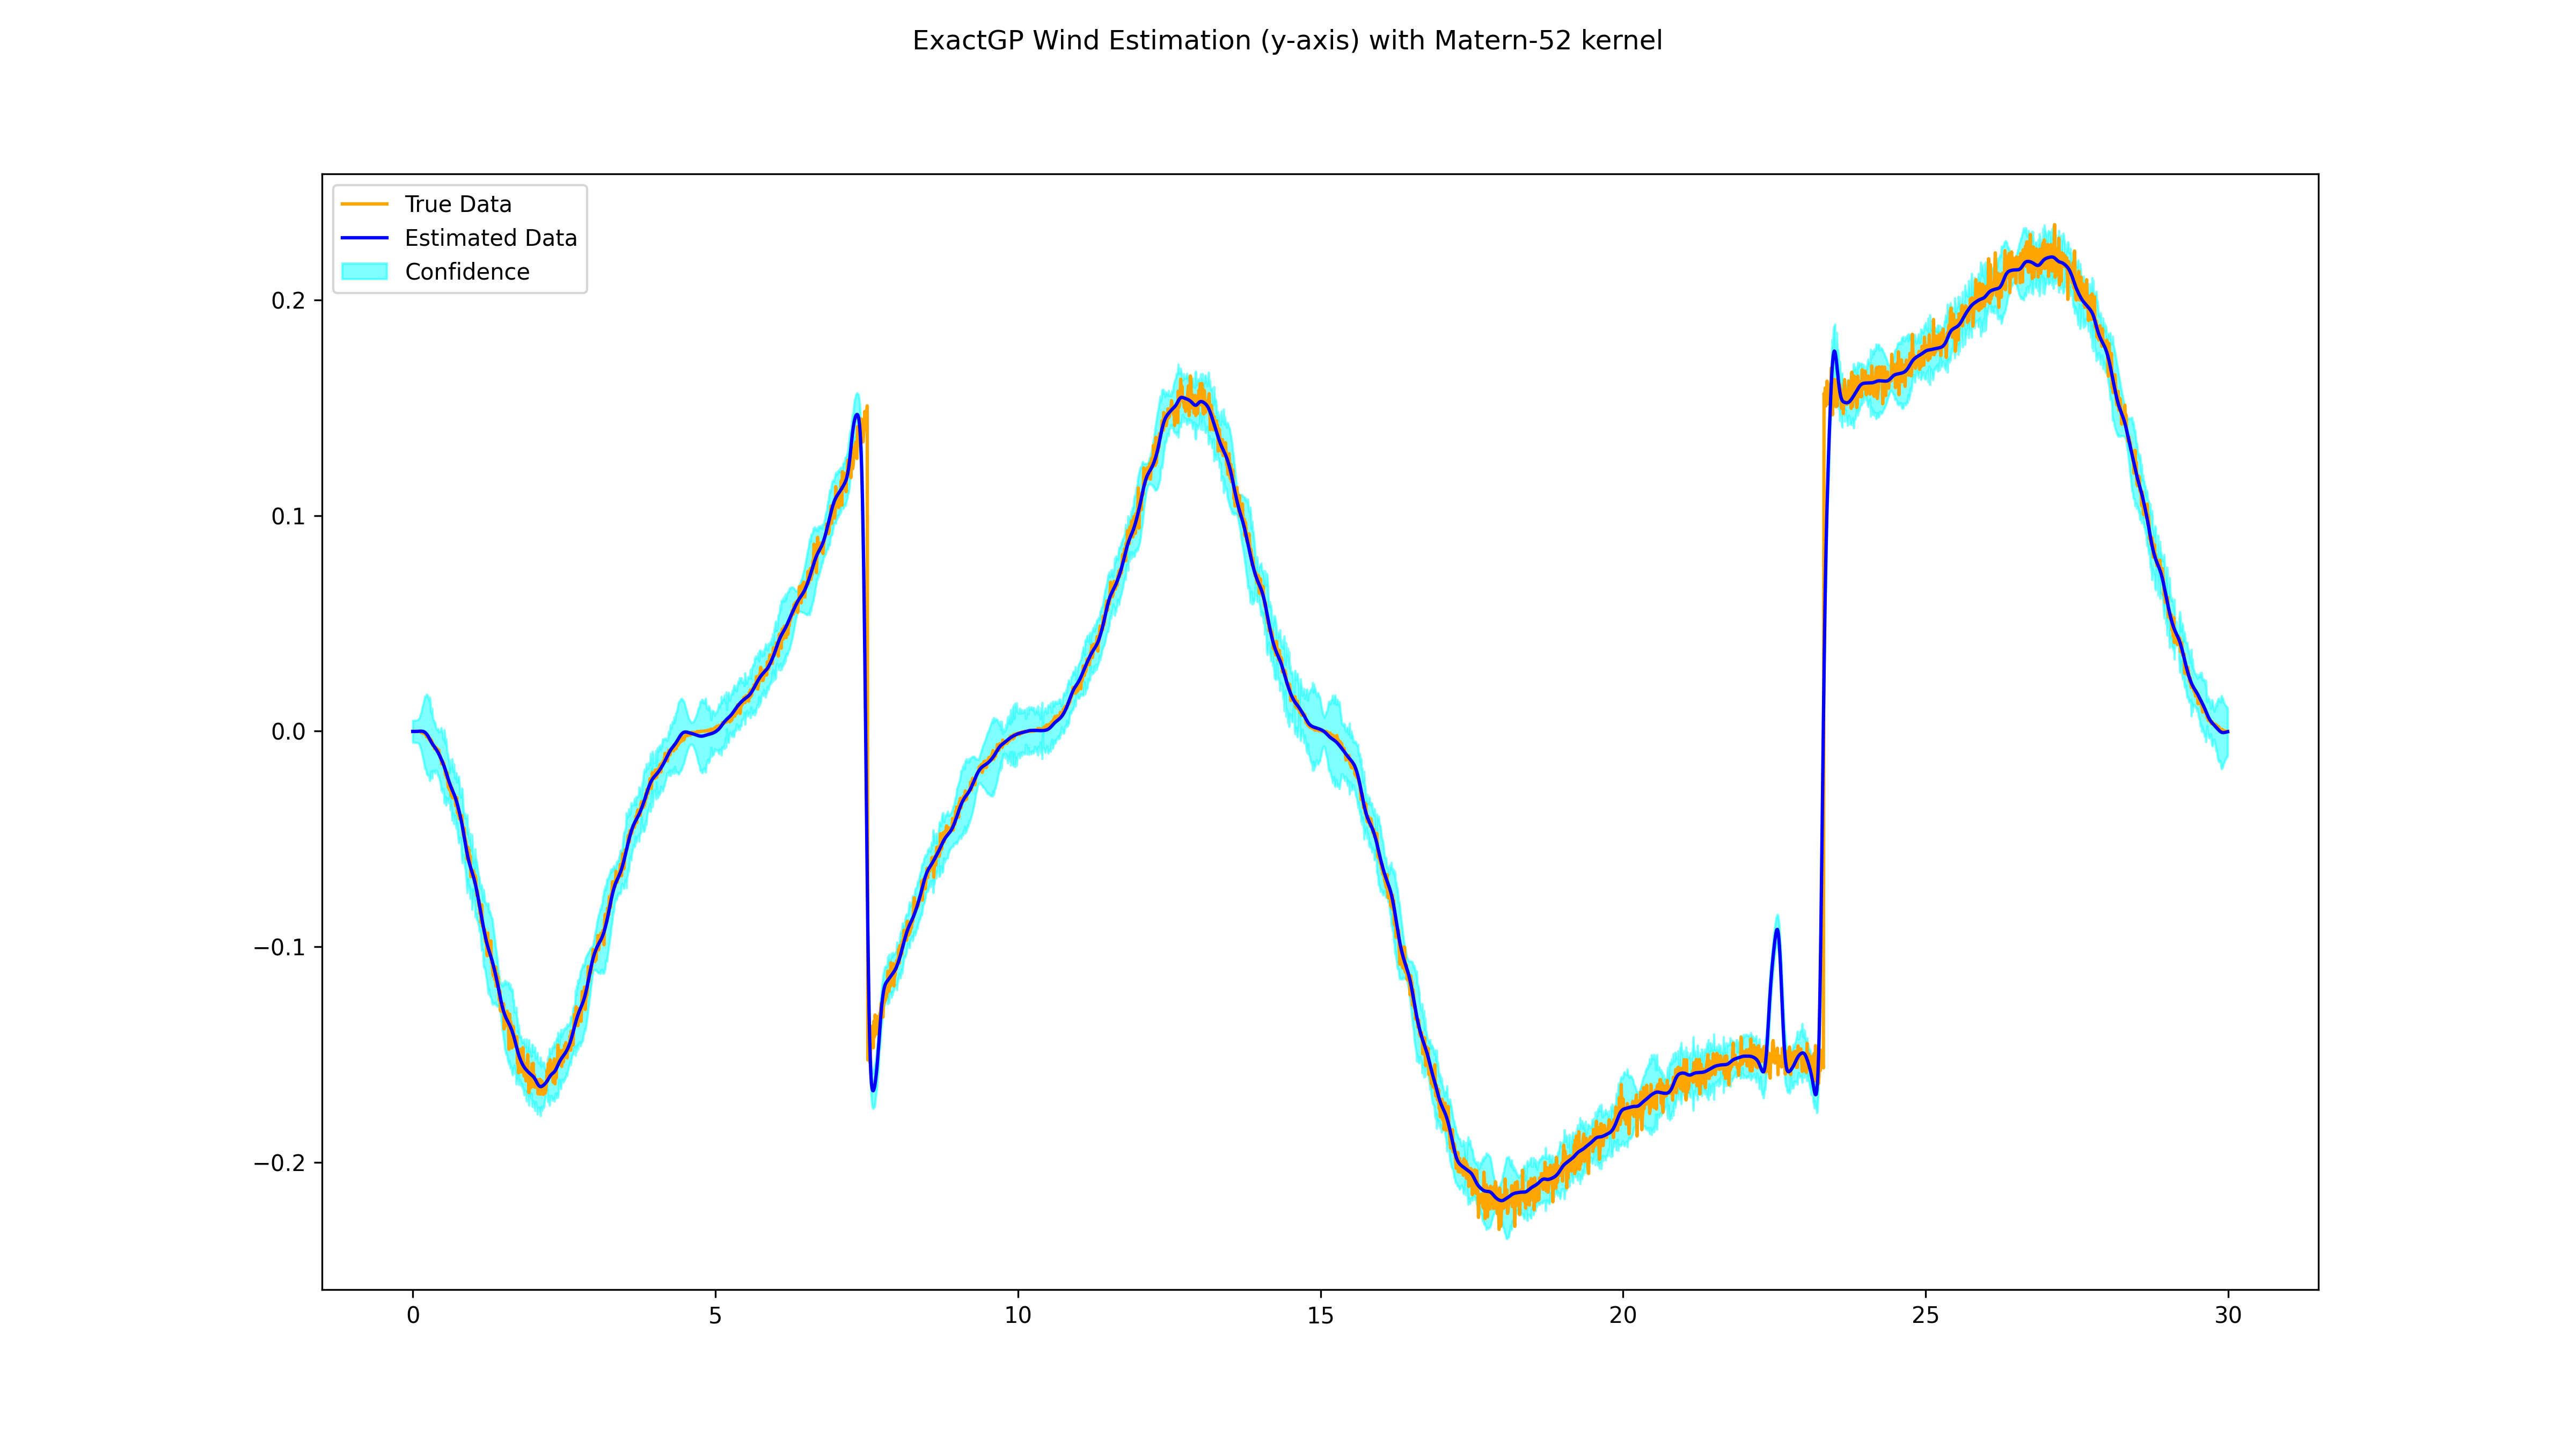 ExactGP Wind Estimation (y-axis) with Matern-52 kernel
True Data
Estimated Data
Confidence
0.2
0.1
0.0
−0.1
−0.2
0 5 10 15 20 25 30